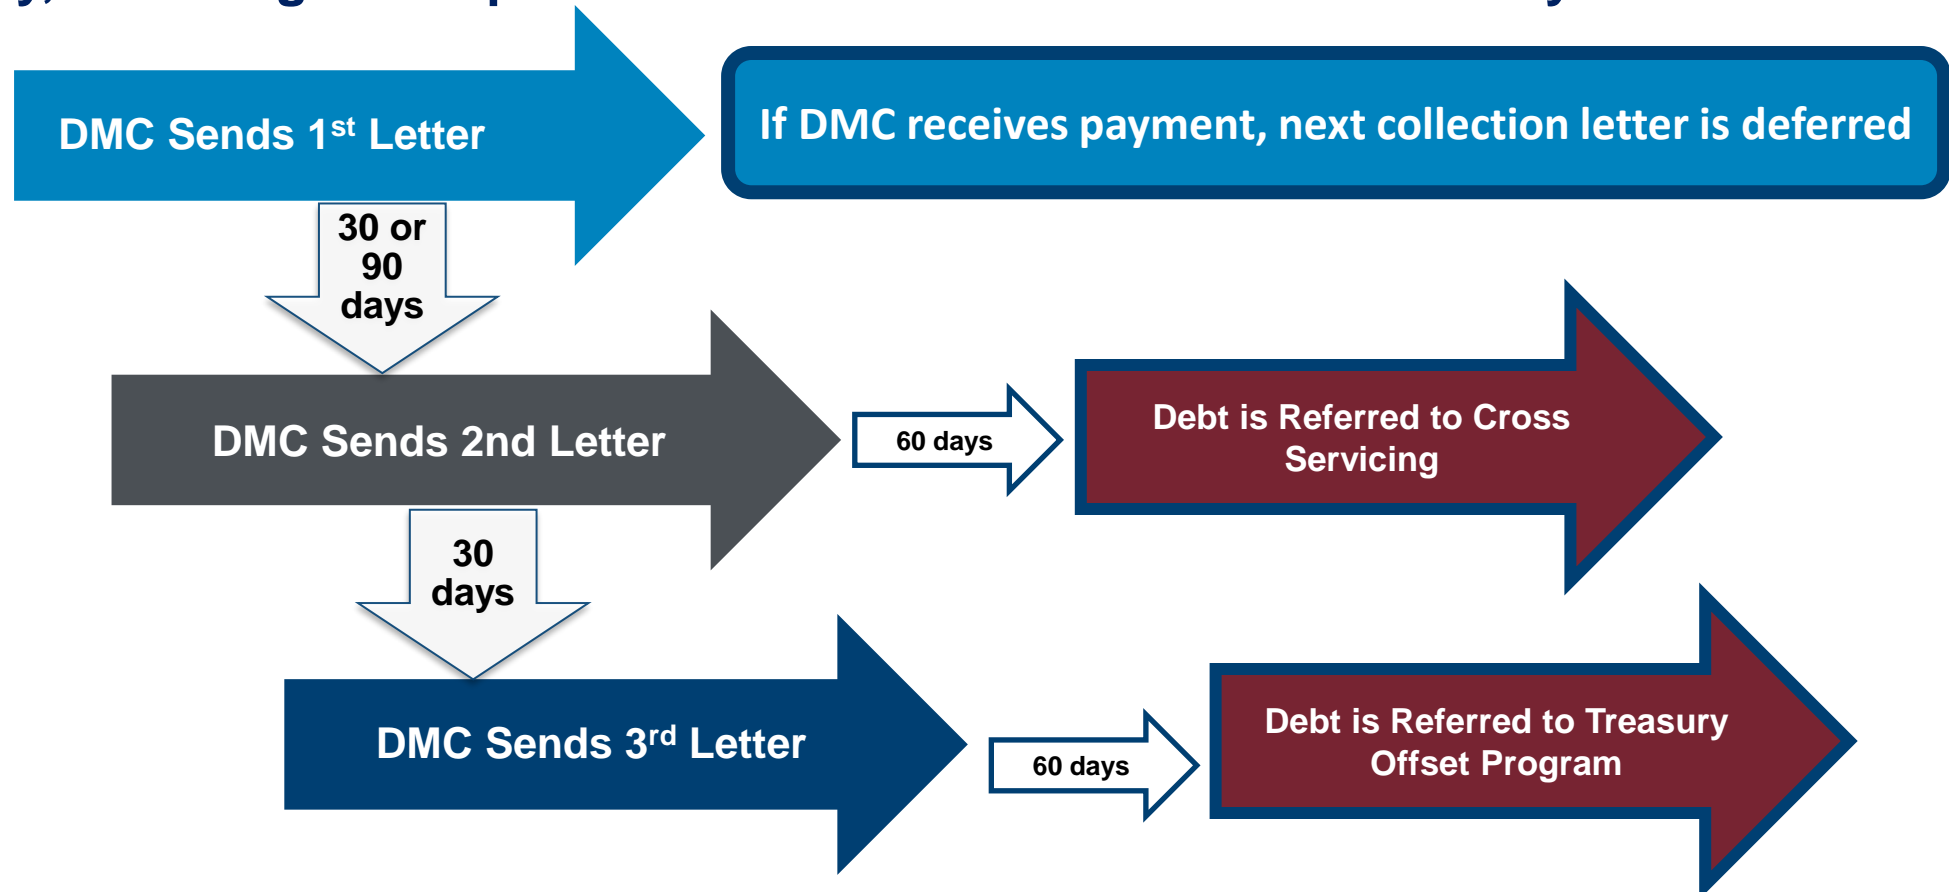 DMC Sends 1st Letter
If DMC receives payment, next collection letter is deferred
30 or
90
days
DMC Sends 2nd Letter
60 days
Debt is Referred to Cross
Servicing
30
days
DMC Sends 3rd Letter
60 days
Debt is Referred to Treasury
Offset Program